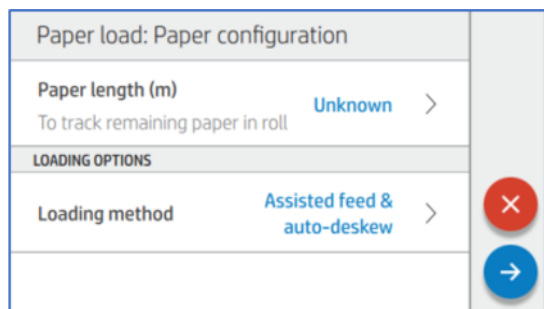 Paper load: Paper configuration
Paper length (m)
Unknown
To track remaining paper in roll
LOADING OPTIONS
Loading method
Assisted feed &
auto-deskew